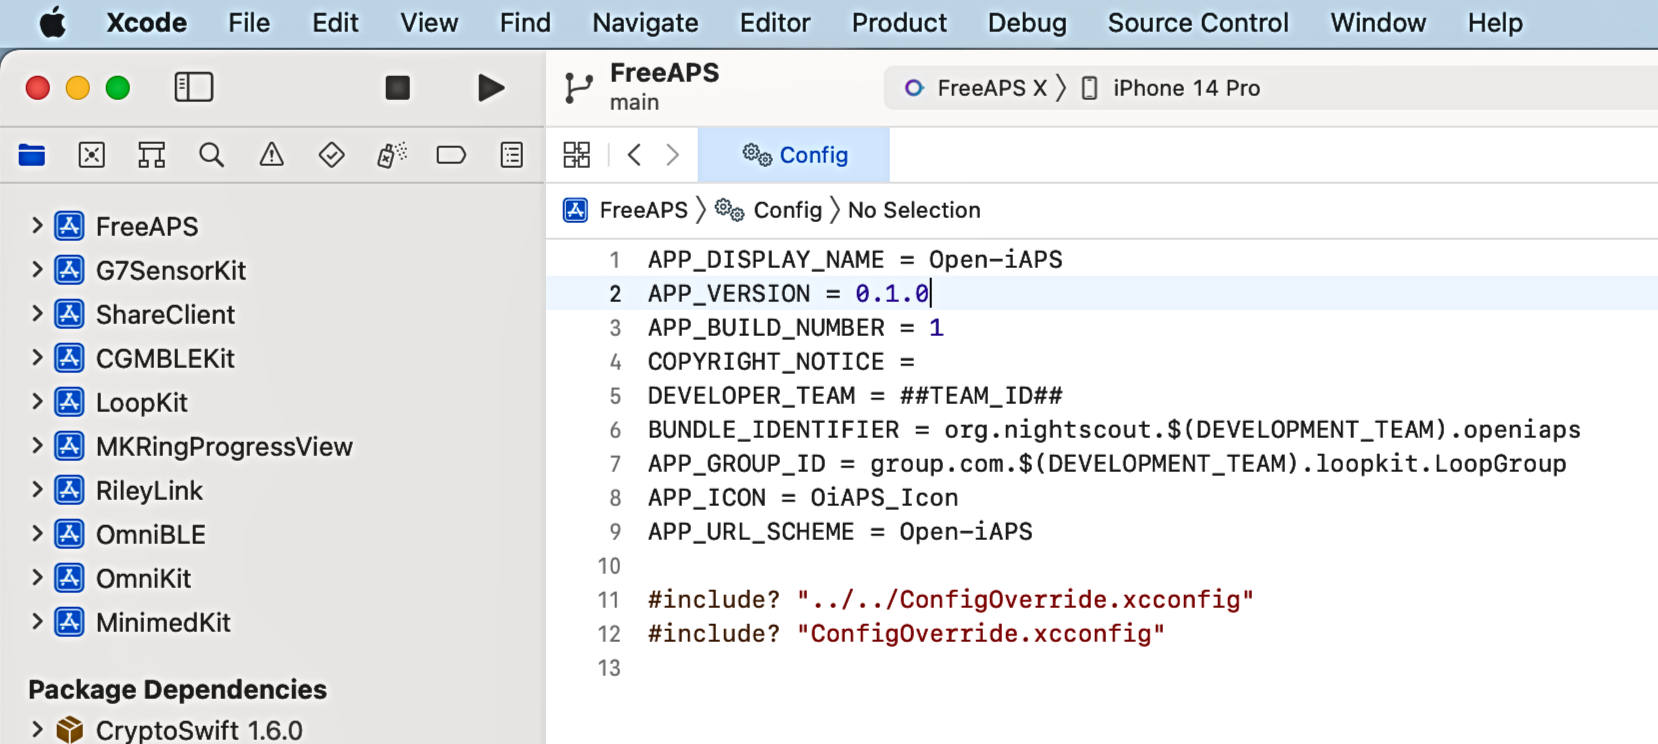 Xcode File Edit View Find Navigate Editor Product Debug Source Control Window Help
FreeAPS
main
FreeAPS X 〉 iPhone 14 Pro
Config
FreeAPS 〉 Config 〉 No Selection
FreeAPS
G7SensorKit
ShareClient
CGMBLEKit
LoopKit
MKRingProgressView
RileyLink
OmniBLE
OmniKit
MinimedKit
Package Dependencies
CryptoSwift 1.6.0
1 APP_DISPLAY_NAME = Open-iAPS
2 APP_VERSION = 0.1.0
3 APP_BUILD_NUMBER = 1
4 COPYRIGHT_NOTICE =
5 DEVELOPER_TEAM = ##TEAM_ID##
6 BUNDLE_IDENTIFIER = org.nightscout.$(DEVELOPMENT_TEAM).openiaps
7 APP_GROUP_ID = group.com.$(DEVELOPMENT_TEAM).loopkit.LoopGroup
8 APP_ICON = OiAPS_Icon
9 APP_URL_SCHEME = Open-iAPS
10
11 #include? "../../ConfigOverride.xcconfig"
12 #include? "ConfigOverride.xcconfig"
13